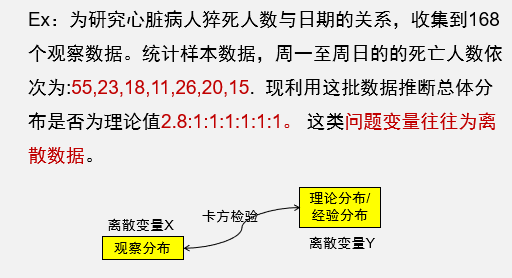 Ex：为研究心脏病人猝死人数与日期的关系，收集到168
个观察数据。统计样本数据，周一至周日的的死亡人数依
次为:55,23,18,11,26,20,15. 现利用这批数据推断总体分
布是否为理论值2.8:1:1:1:1:1:1。 这类问题变量往往为离
散数据。
理论分布/
经验分布
卡方检验
离散变量X
观察分布
离散变量Y